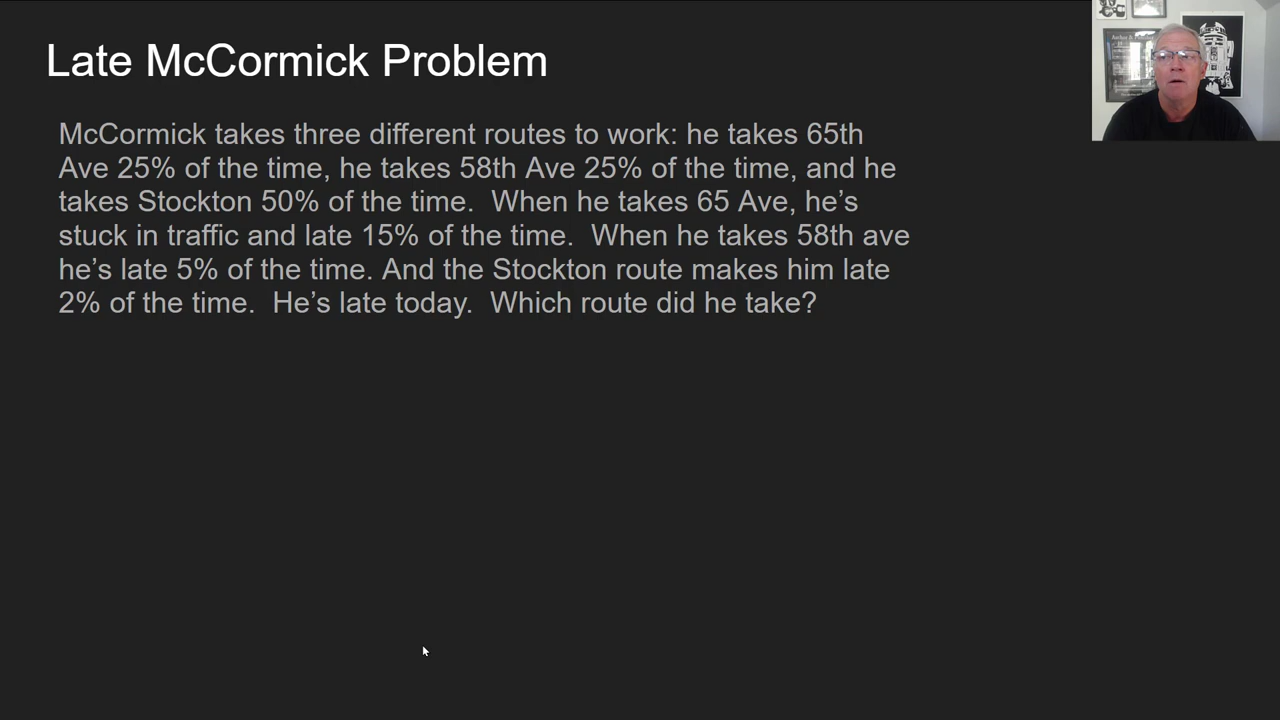 Late McCormick Problem
McCormick takes three different routes to work: he takes 65th
Ave 25% of the time, he takes 58th Ave 25% of the time, and he
takes Stockton 50% of the time.  When he takes 65 Ave, he’s
stuck in traffic and late 15% of the time.  When he takes 58th ave
he’s late 5% of the time. And the Stockton route makes him late
2% of the time.  He’s late today.  Which route did he take?